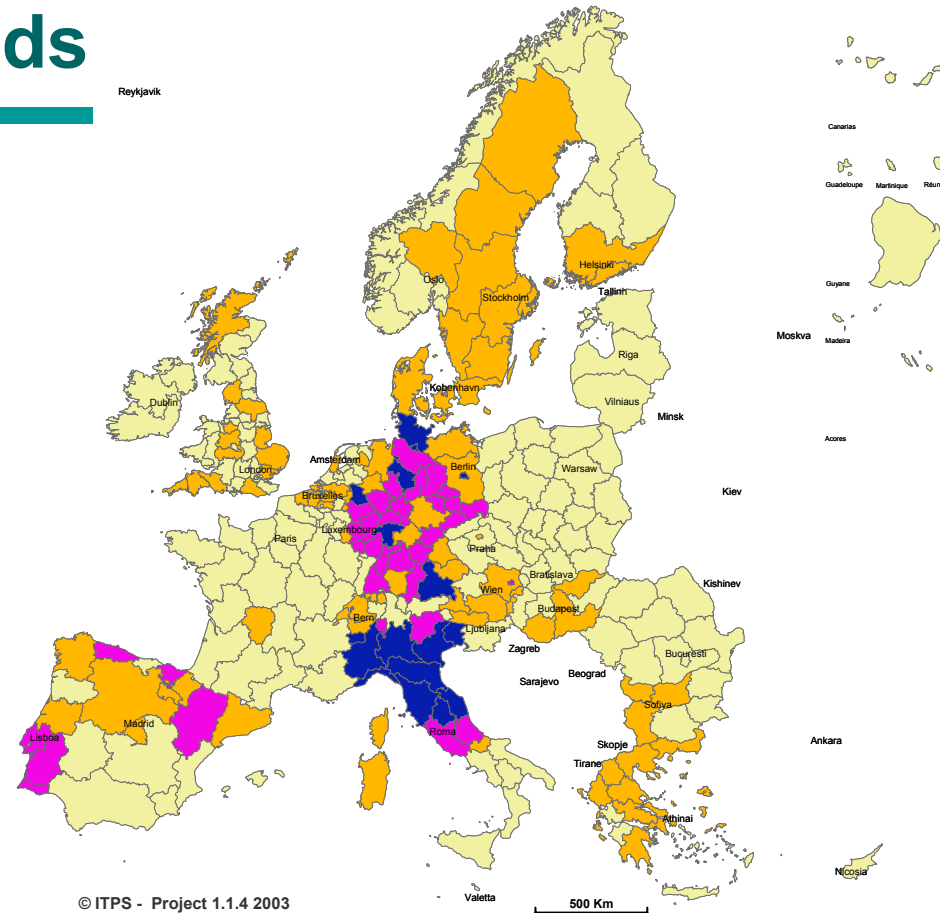 ds
Reykjavik
Canarias
Guadeloupe Martinique Réun
Oslo
Helsinki
Guyane
Stockholm
Tallinn
Moskva
Madeira
Riga
Kobenhavn
Dublin
Vilniaus
Minsk
Acores
Amsterdam
Berlin
London
Warsaw
Bruxelles
Kiev
Luxembourg
Paris
Praha
Bratislava
Kishinev
Wien
Budapest
Bern
Ljubljana
Zagreb
Bucuresti
Sarajevo
Beograd
Sofiya
Madrid
Lisboa
Roma
Skopje
Ankara
Tirane
Athinai
Nicosia
Valetta
© ITPS - Project 1.1.4 2003
500 Km